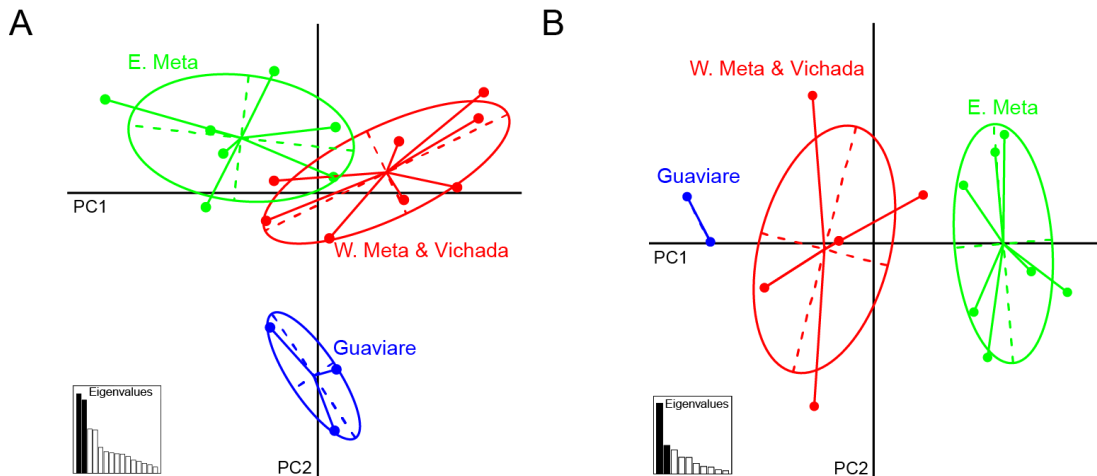 A
E. Meta
PC1
W. Meta & Vichada
Guaviare
Eigenvalues
PC2
B
W. Meta & Vichada
E. Meta
Guaviare
PC1
Eigenvalues
PC2